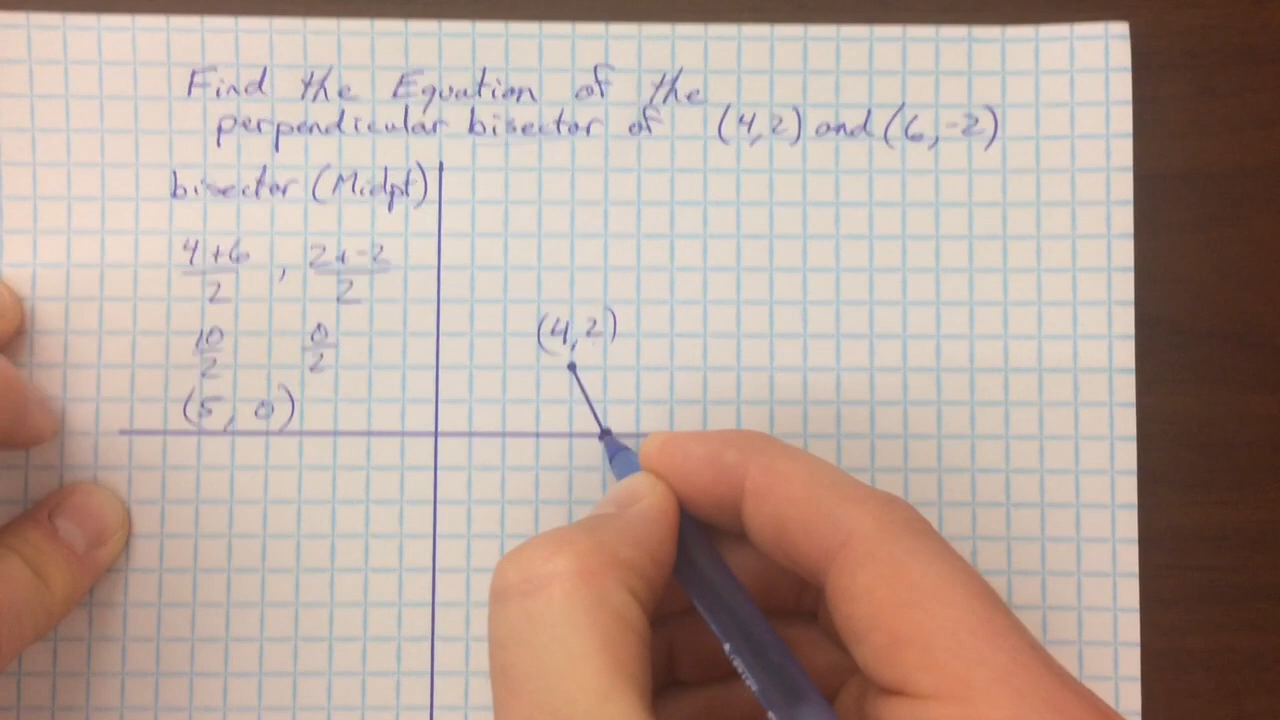 Find the Equation of the
perpendicular bisector of (4,2) and (6,-2)
bisector (Midpt)
4+6/2 , 2+-2/2
10/2 0/2
(5, 0)
(4,2)